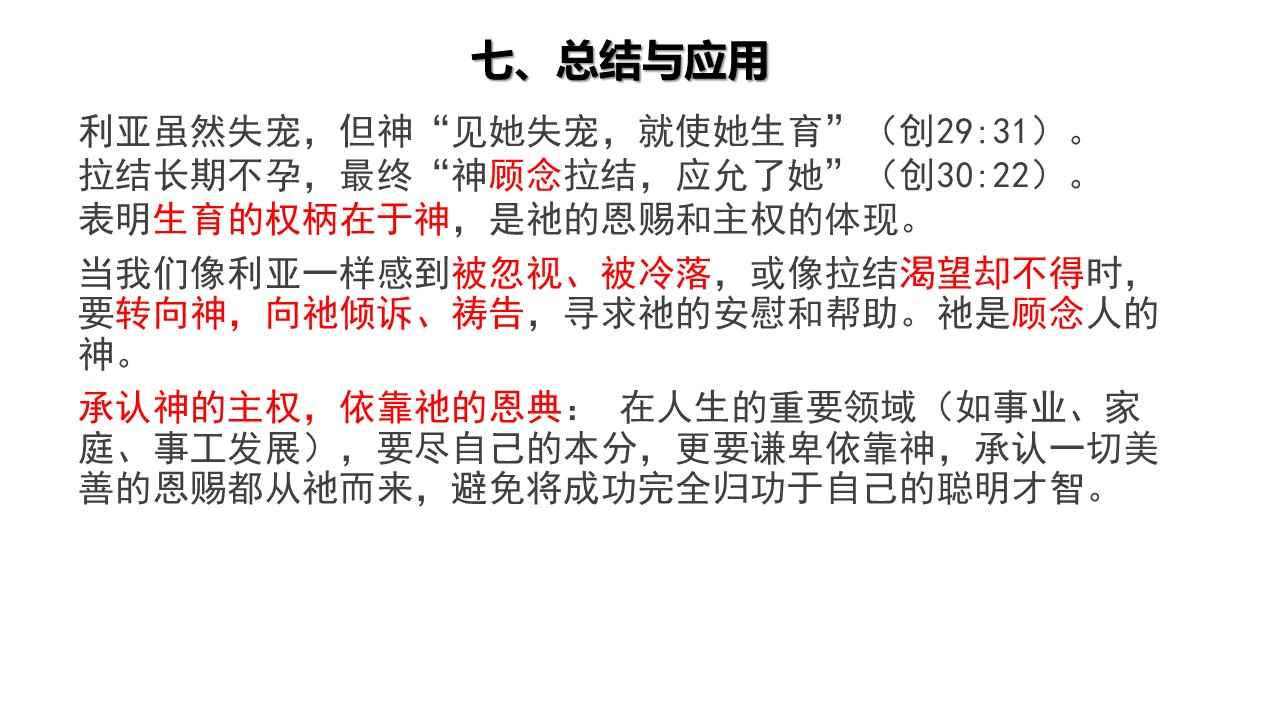 七、总结与应用
利亚虽然失宠，但神“见她失宠，就使她生育”（创29:31）。
拉结长期不孕，最终“神顾念拉结，应允了她”（创30:22）。
表明生育的权柄在于神，是祂的恩赐和主权的体现。
当我们像利亚一样感到被忽视、被冷落，或像拉结渴望却不得时，
要转向神，向祂倾诉、祷告，寻求祂的安慰和帮助。祂是顾念人的
神。
承认神的主权，依靠祂的恩典： 在人生的重要领域（如事业、家
庭、事工发展），要尽自己的本分，更要谦卑依靠神，承认一切美
善的恩赐都从祂而来，避免将成功完全归功于自己的聪明才智。